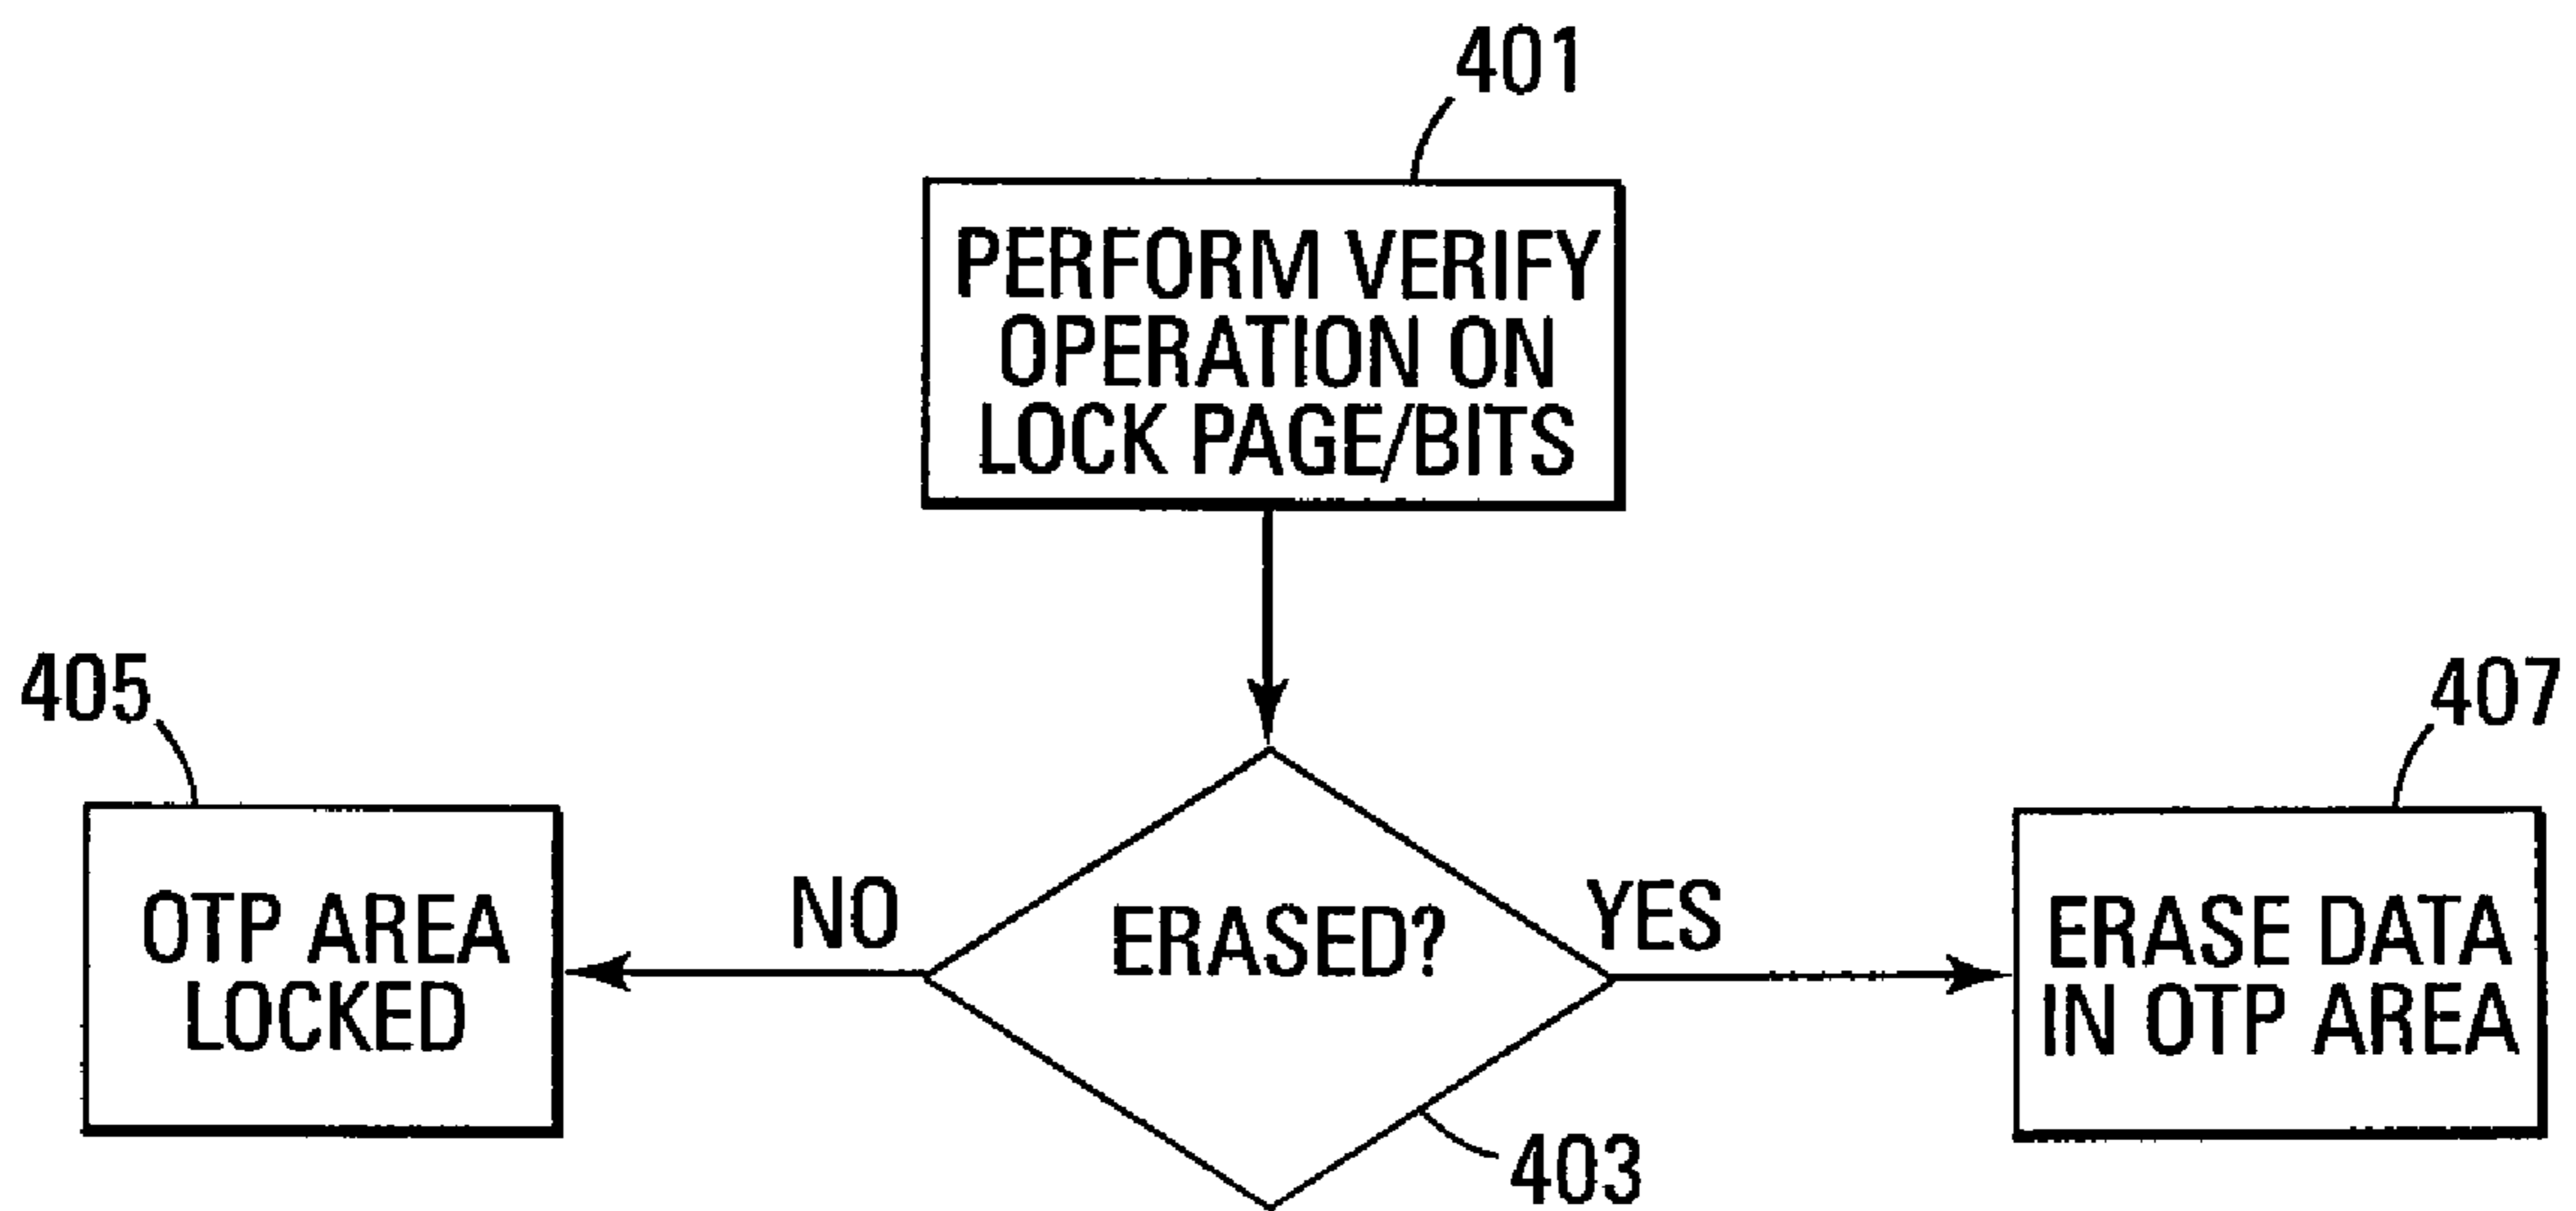 401
PERFORM VERIFY
OPERATION ON
LOCK PAGE/BITS
405
407
OTP AREA
LOCKED
NO
ERASED?
YES
ERASE DATA
IN OTP AREA
403